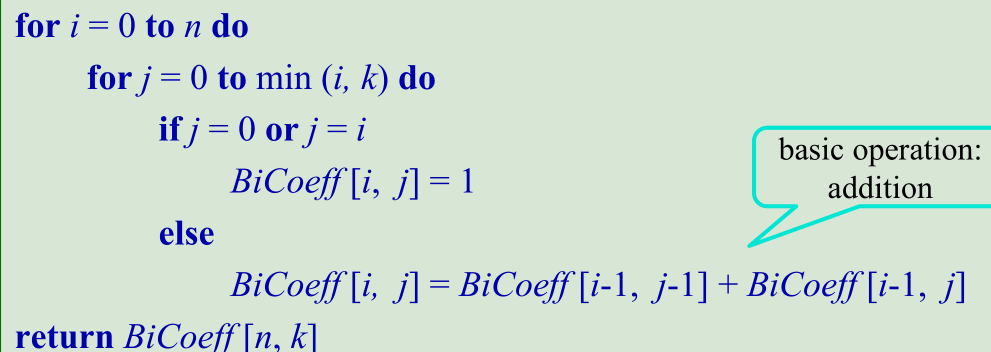 for i = 0 to n do
for j = 0 to min (i, k) do
if j = 0 or j = i
BiCoeff [i, j] = 1
basic operation:
addition
else
BiCoeff [i, j] = BiCoeff [i-1, j-1] + BiCoeff [i-1, j]
return BiCoeff [n, k]